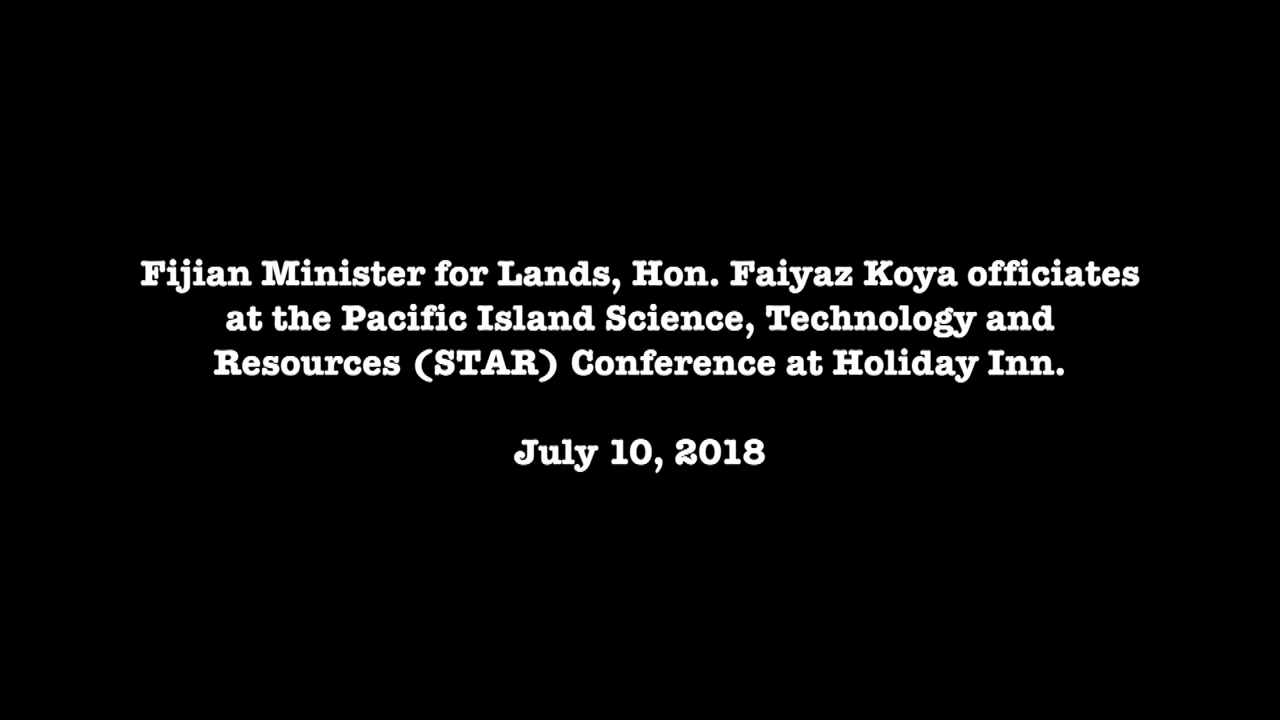 Fijian Minister for Lands, Hon. Faiyaz Koya officiates
at the Pacific Island Science, Technology and
Resources (STAR) Conference at Holiday Inn.
July 10, 2018